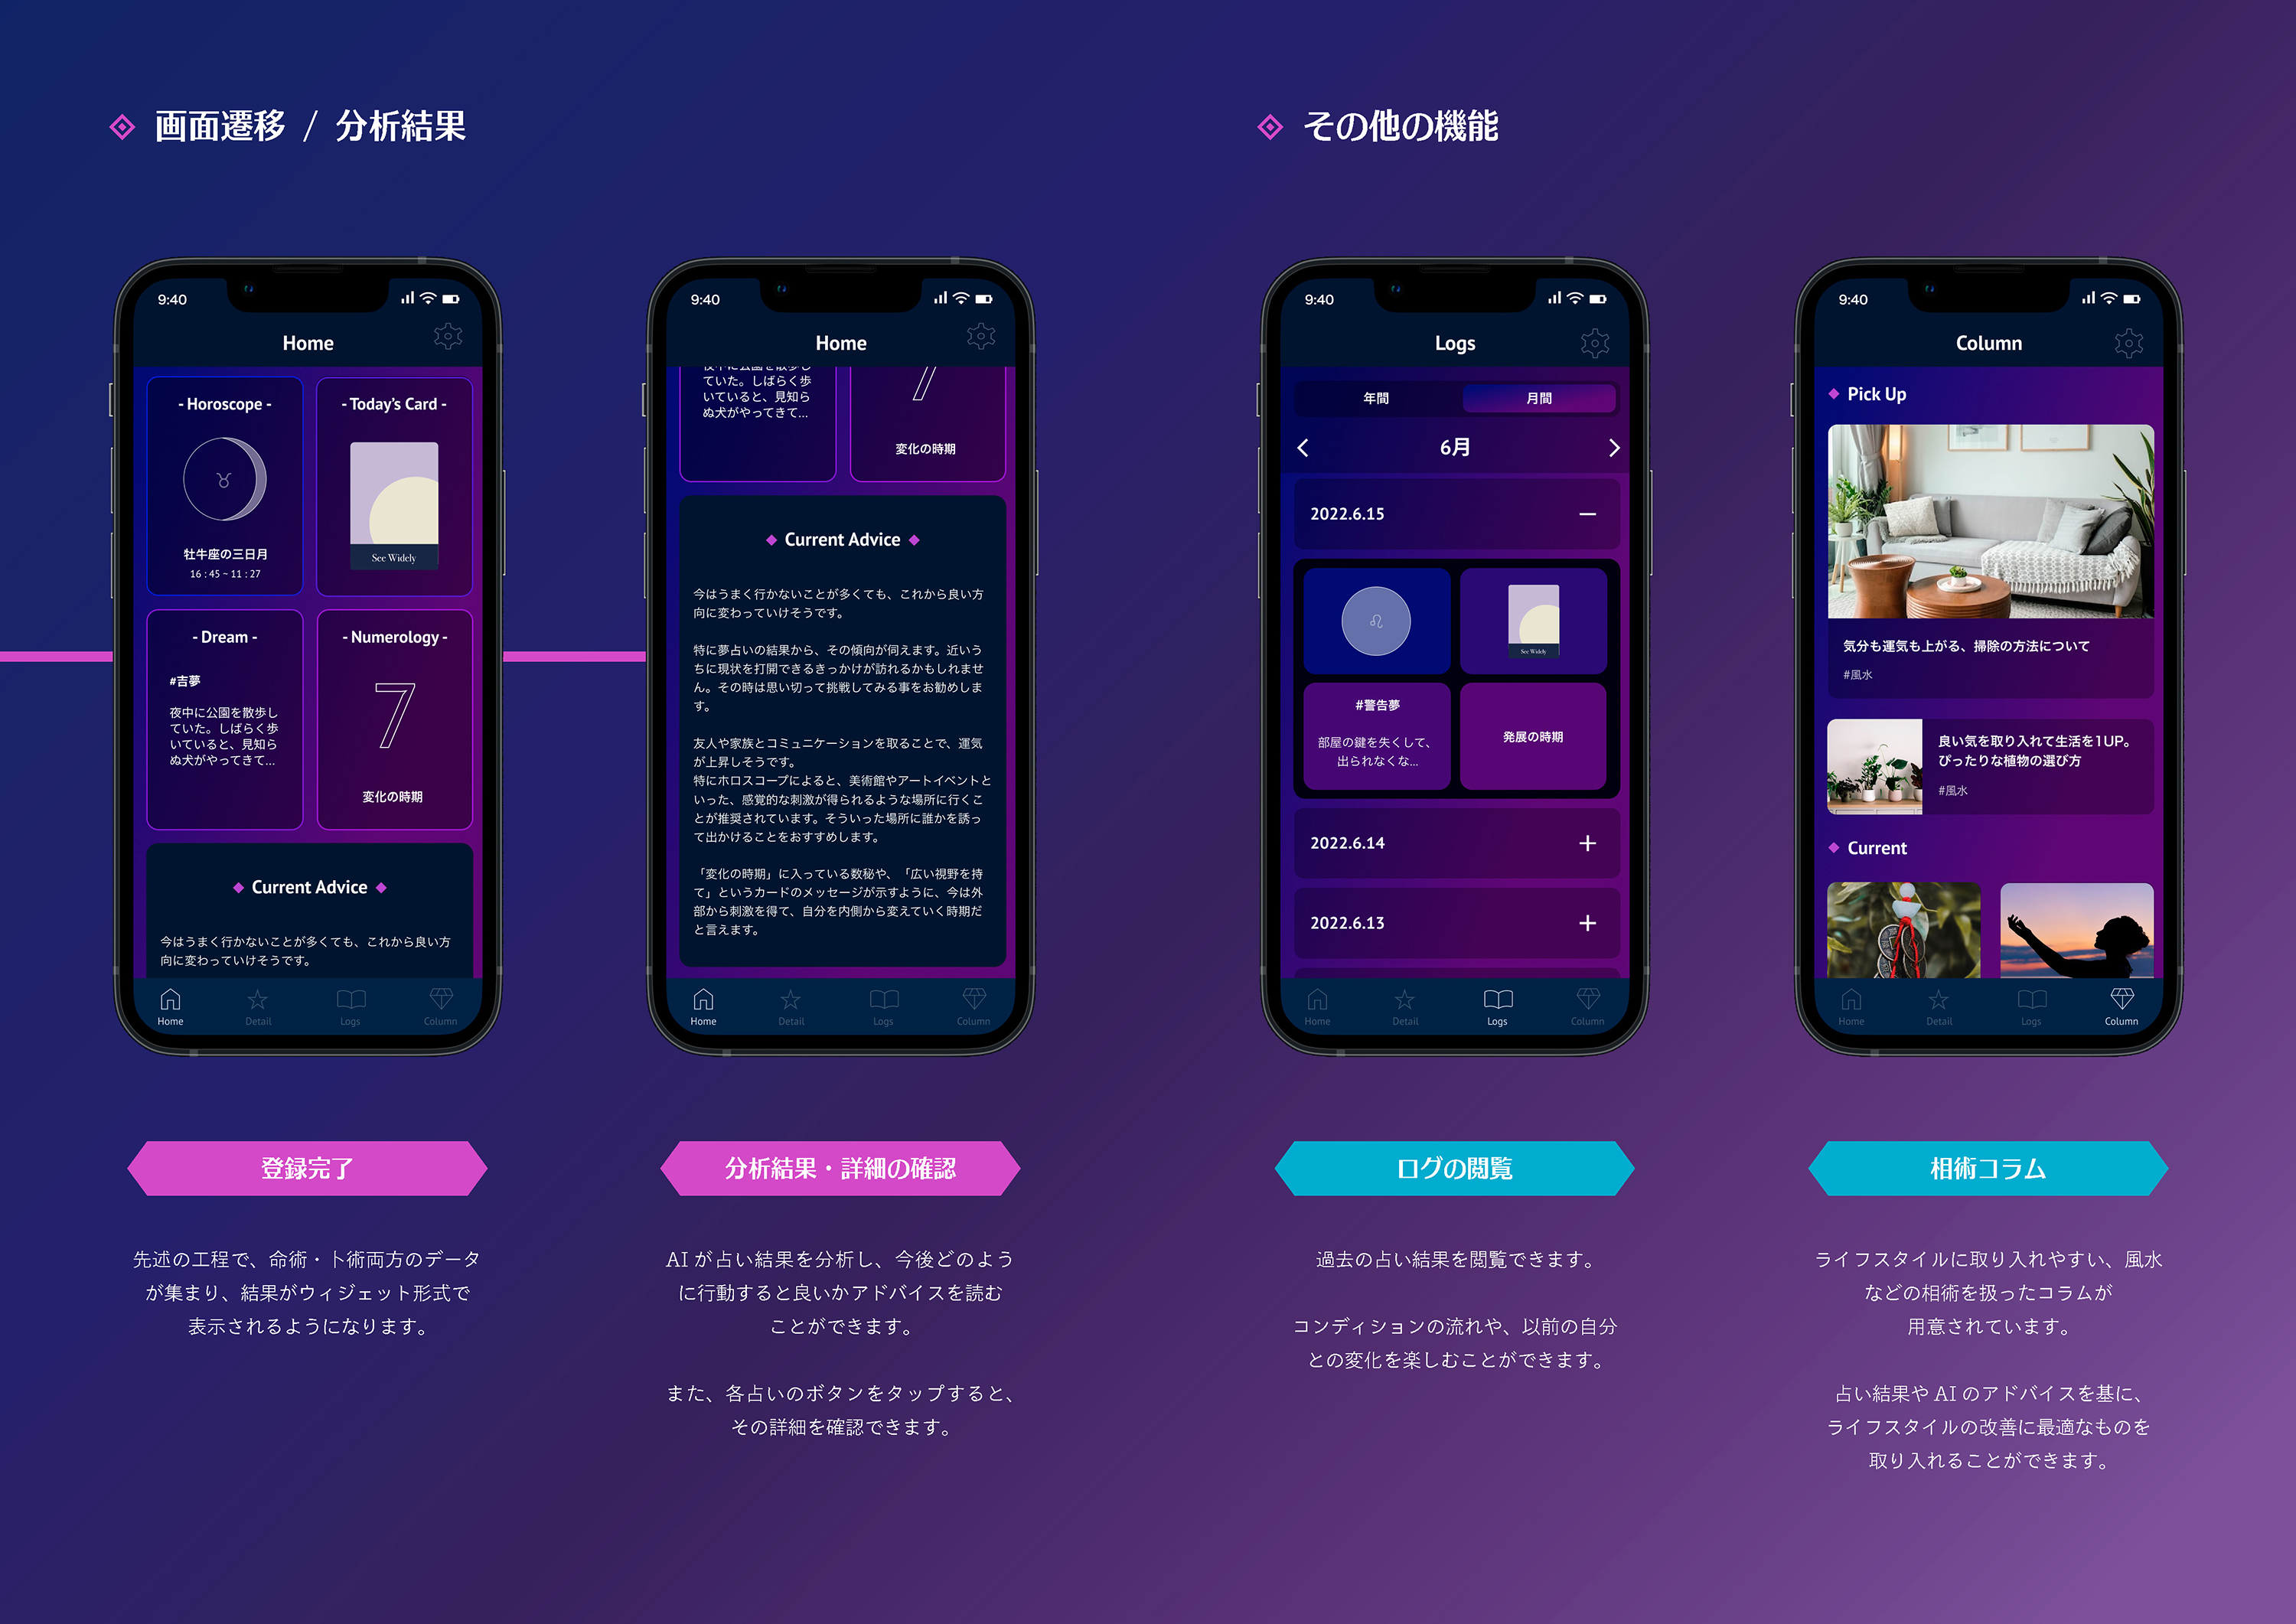 画面遷移 / 分析結果
その他の機能
9:40
Home
- Horoscope -
牡牛座の三日月
16 : 45 ~ 11 : 27
- Today's Card -
See Widely
- Dream -
#吉夢
夜中に公園を散歩し
ていた。しばらく歩
いていると、見知ら
ぬ犬がやってきて...
- Numerology -
7
変化の時期
Current Advice
今はうまく行かないことが多くても、これから良い方
向に変わっていけそうです。
Home
Detail
Logs
Column
登録完了
先述の工程で、命術・卜術両方のデータ
が集まり、結果がウィジェット形式で
表示されるようになります。
9:40
Home
夜中に公園を散歩し
ていた。しばらく歩
いていると、見知ら
ぬ犬がやってきて...
7
変化の時期
Current Advice
今はうまく行かないことが多くても、これから良い方
向に変わっていけそうです。
特に夢占いの結果から、その傾向が伺えます。近いう
ちに現状を打開できるきっかけが訪れるかもしれませ
ん。その時は思い切って挑戦してみる事をお勧めしま
す。
友人や家族とコミュニケーションを取ることで、運気
が上昇しそうです。
特にホロスコープによると、美術館やアートイベントと
いった、感覚的な刺激が得られるような場所に行くこ
とが推奨されています。そういった場所に誰かを誘っ
て出かけることをおすすめします。
「変化の時期」に入っている数秘や、「広い視野を持
て」というカードのメッセージが示すように、今は外
部から刺激を得て、自分を内側から変えていく時期だ
と言えます。
Home
Detail
Logs
Column
分析結果・詳細の確認
AI が占い結果を分析し、今後どのよう
に行動すると良いかアドバイスを読む
ことができます。
また、各占いのボタンをタップすると、
その詳細を確認できます。
9:40
Logs
年間
月間
6月
2022.6.15
See Widely
#警告夢
部屋の鍵を失くして、
出られなくな...
発展の時期
2022.6.14
2022.6.13
Home
Detail
Logs
Column
ログの閲覧
過去の占い結果を閲覧できます。
コンディションの流れや、以前の自分
との変化を楽しむことができます。
9:40
Column
Pick Up
気分も運気も上がる、掃除の方法について
#風水
良い気を取り入れて生活を1UP。
ぴったりな植物の選び方
#風水
Current
Home
Detail
Logs
Column
相術コラム
ライフスタイルに取り入れやすい、風水
などの相術を扱ったコラムが
用意されています。
占い結果や AI のアドバイスを基に、
ライフスタイルの改善に最適なものを
取り入れることができます。